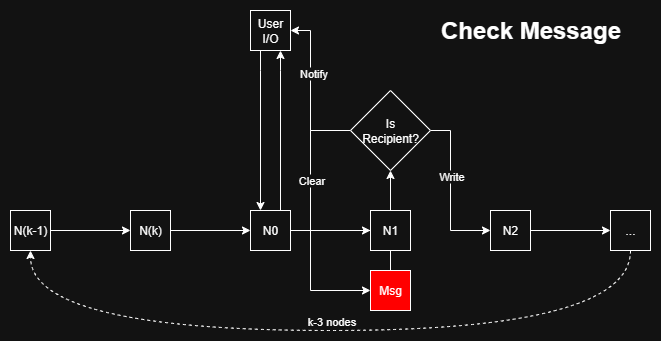 Check Message
User
I/O
Notify
Is
Recipient?
Clear
Write
N(k-1)
N(k)
N0
N1
N2
...
Msg
k-3 nodes